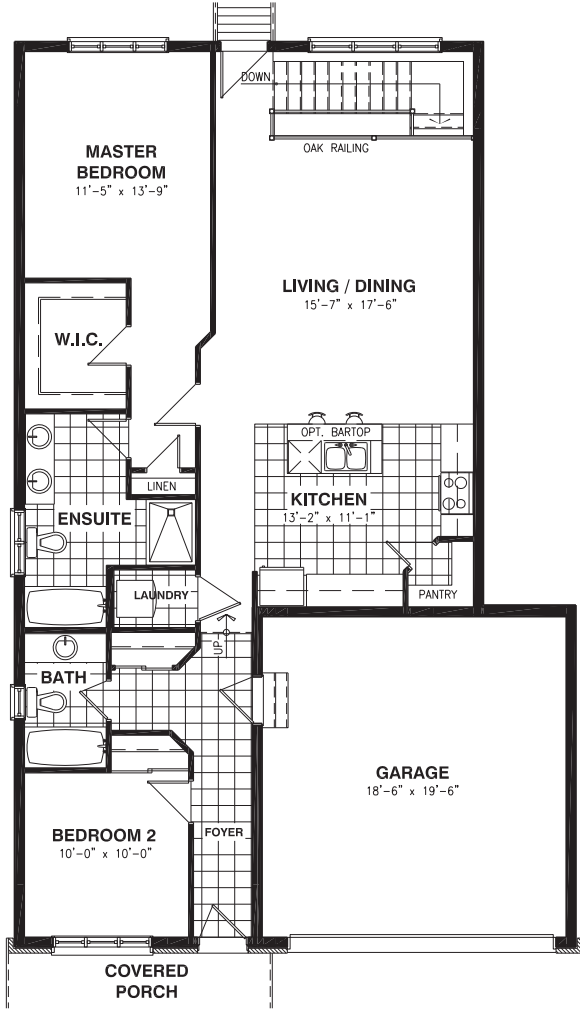 DOWN
OAK RAILING
MASTER
BEDROOM
11'-5" x 13'-9"
LIVING / DINING
15'-7" x 17'-6"
W.I.C.
OPT. BARTOP
LINEN
KITCHEN
13'-2" x 11'-1"
ENSUITE
LAUNDRY
PANTRY
UP
BATH
GARAGE
18'-6" x 19'-6"
BEDROOM 2
10'-0" x 10'-0"
FOYER
COVERED
PORCH